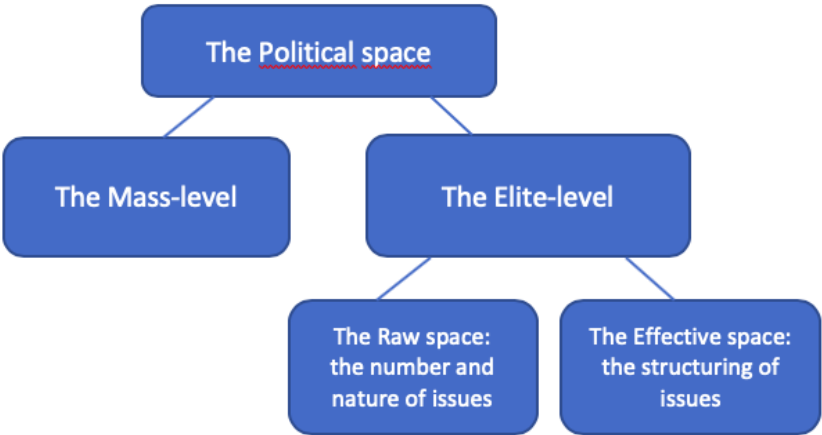 The Political space
The Mass-level
The Elite-level
The Raw space:
the number and
nature of issues
The Effective space:
the structuring of
issues